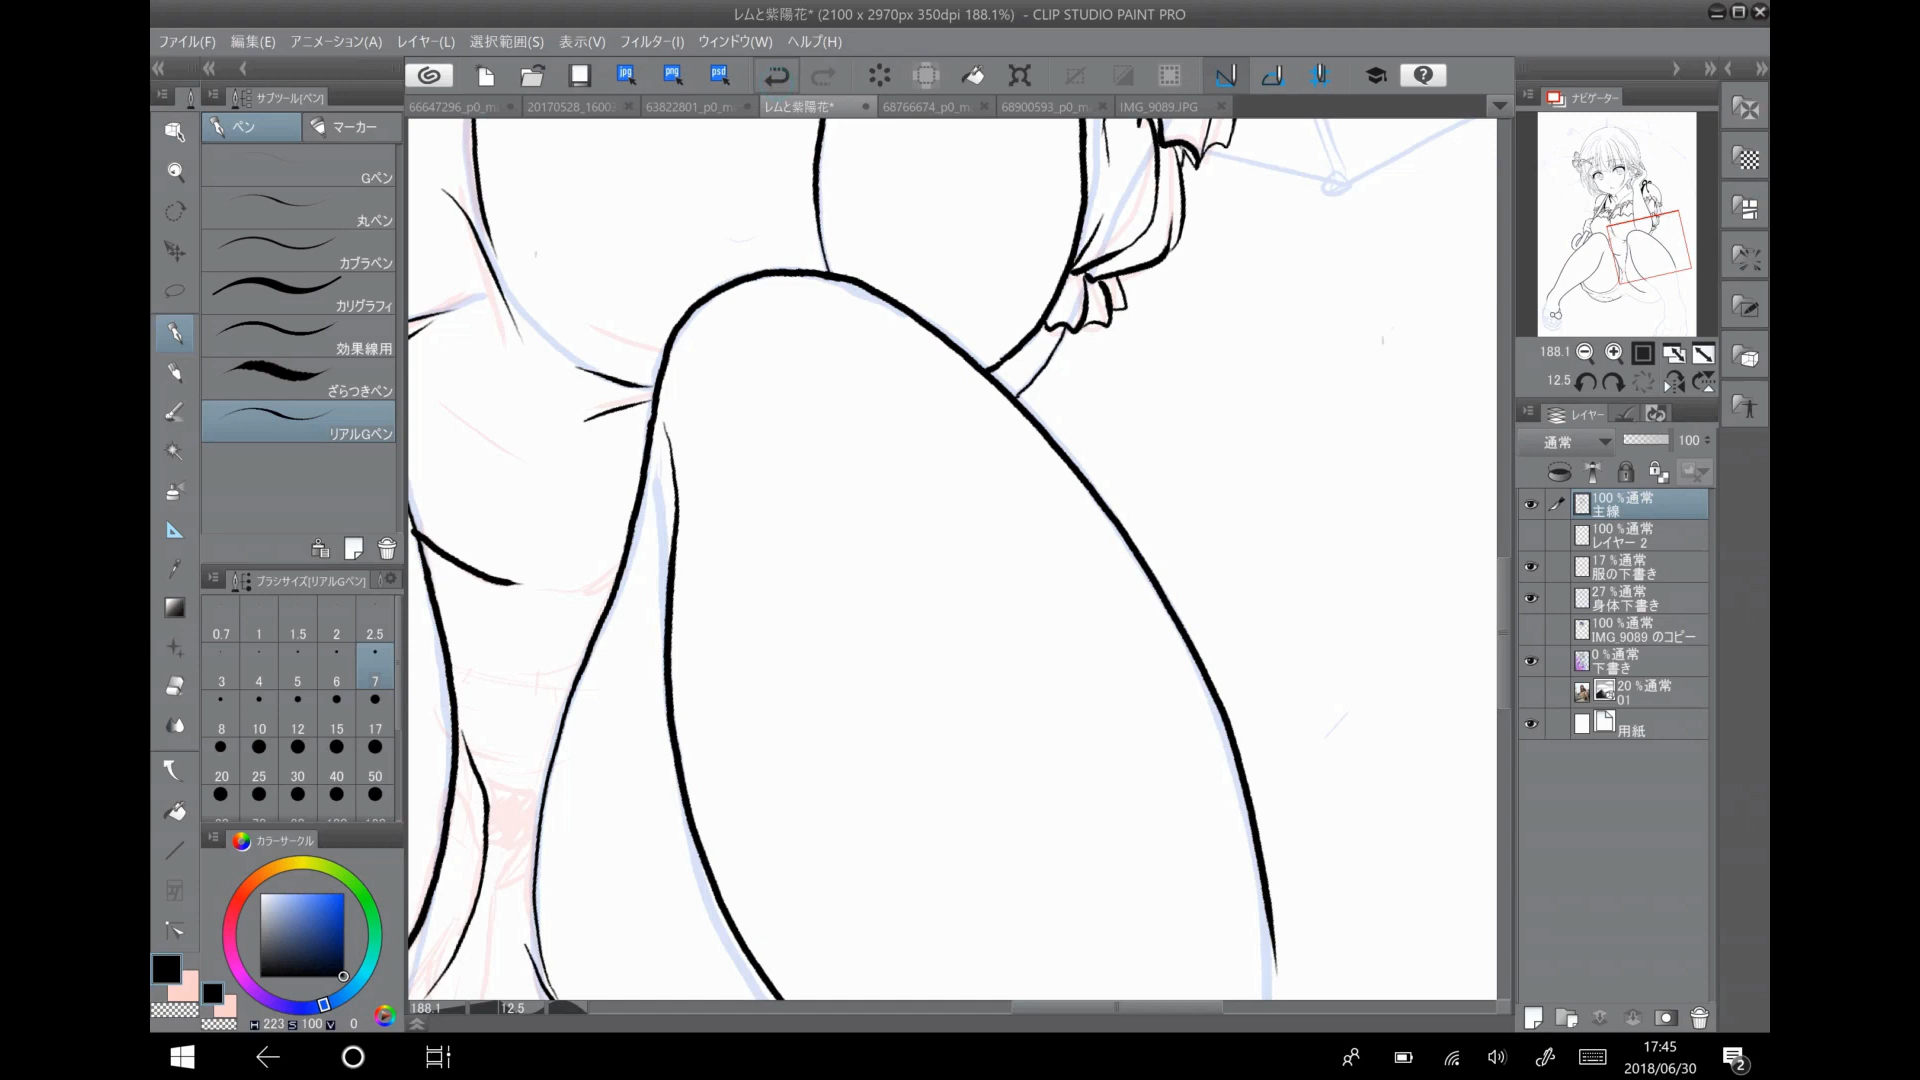 レムと紫陽花* (2100 x 2970px 350dpi 188.1%) - CLIP STUDIO PAINT PRO
ファイル(F) 編集(E) アニメーション(A) レイヤー(L) 選択範囲(S) 表示(V) フィルター(I) ウィンドウ(W) ヘルプ(H)
jpg png psd
サブツール[ペン]
66647296_p0_m 20170528_1600 63822801_p0_m レムと紫陽花* 68766674_p0_m 68900593_p0_m IMG_9089.JPG
ナビゲーター
ペン マーカー
Gペン
丸ペン
カブラペン
カリグラフィ
効果線用
ざらつきペン
リアルGペン
ブラシサイズ[リアルGペン]
0.7 1 1.5 2 2.5
3 4 5 6 7
8 10 12 15 17
20 25 30 40 50
カラーサークル
H 223 S 100 V 0
188.1 12.5
188.1
12.5
レイヤー
通常 100
100 %通常
主線
100 %通常
レイヤー 2
17 %通常
服の下書き
27 %通常
身体下書き
100 %通常
IMG_9089 のコピー
0 %通常
下書き
20 %通常
01
用紙
17:45
2018/06/30
2